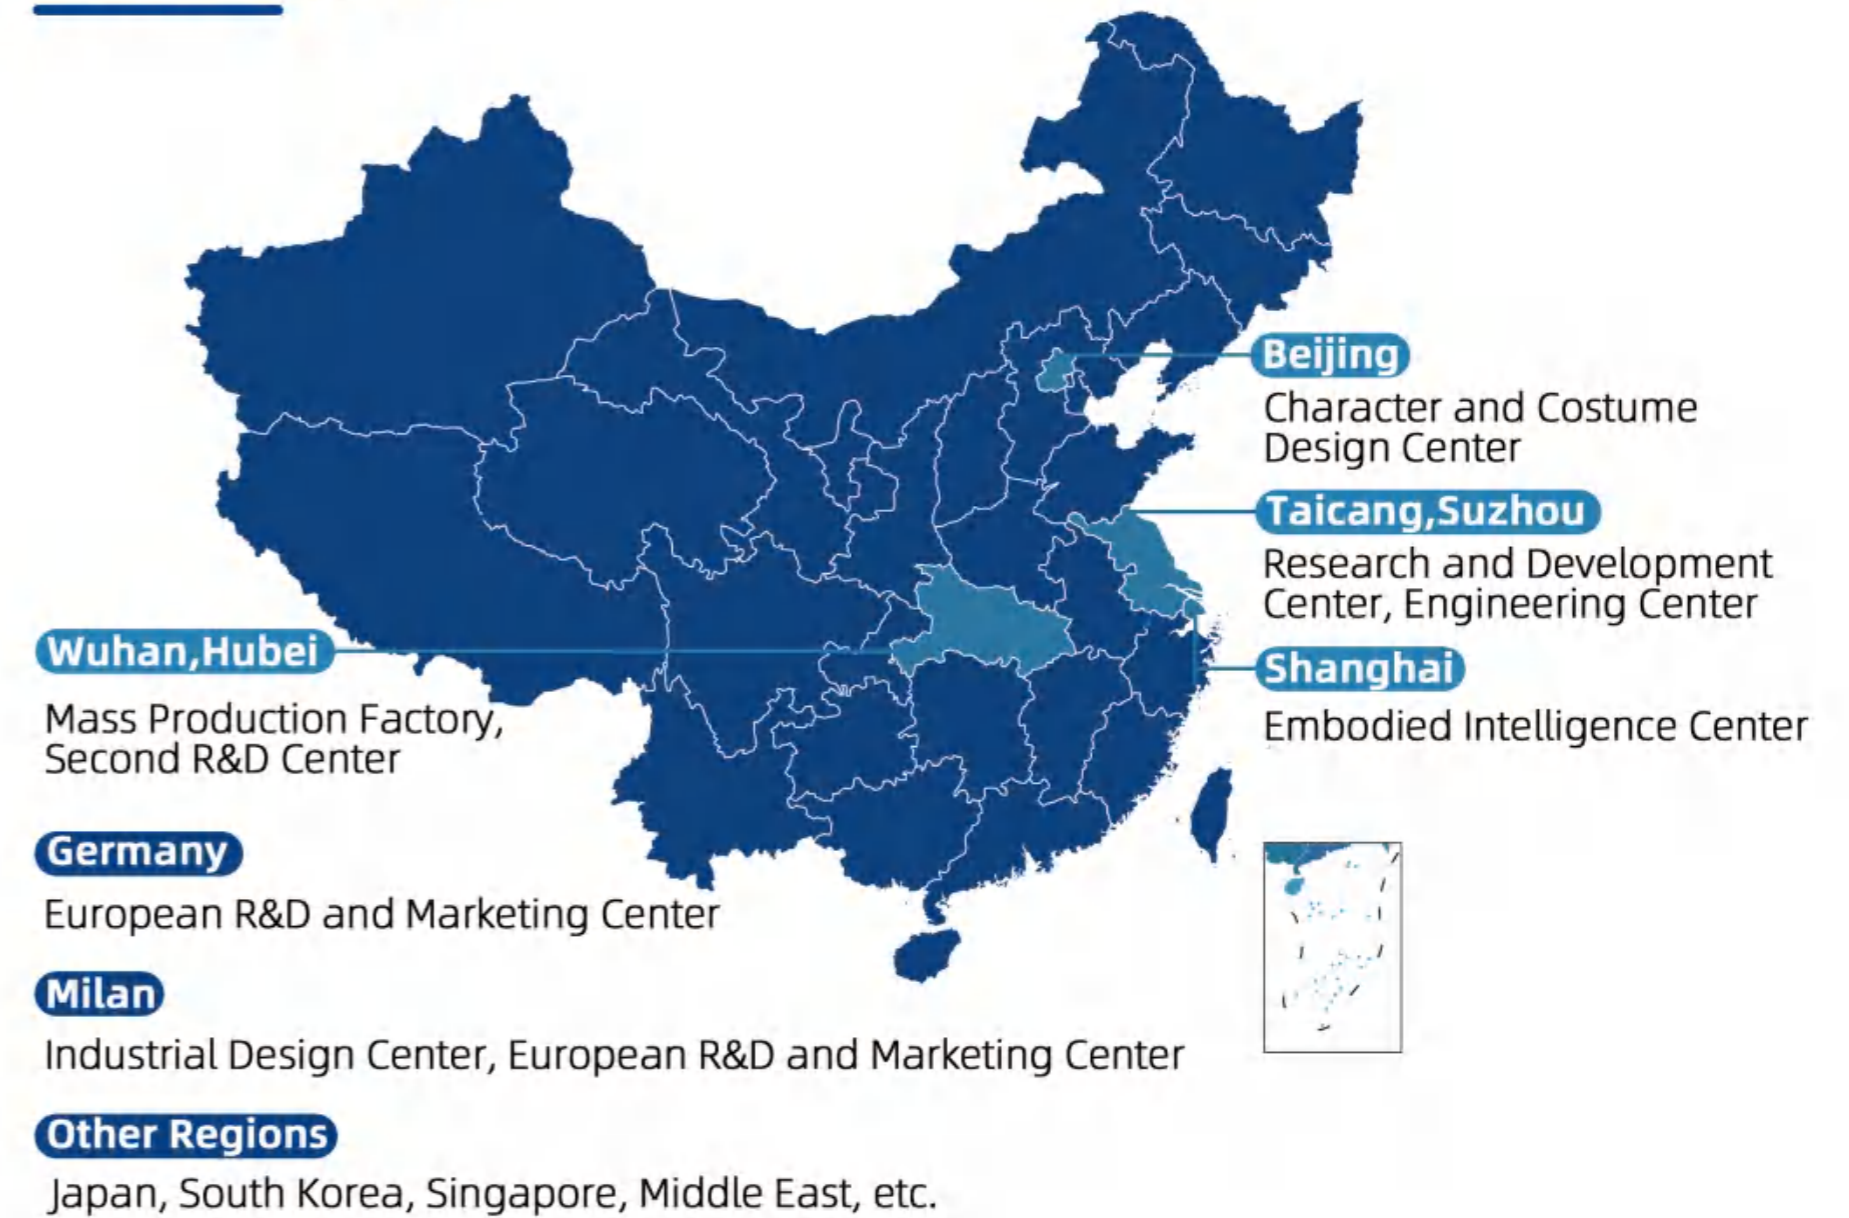 Beijing
Character and Costume
Design Center
Taicang,Suzhou
Research and Development
Center, Engineering Center
Shanghai
Embodied Intelligence Center
Wuhan,Hubei
Mass Production Factory,
Second R&D Center
Germany
European R&D and Marketing Center
Milan
Industrial Design Center, European R&D and Marketing Center
Other Regions
Japan, South Korea, Singapore, Middle East, etc.